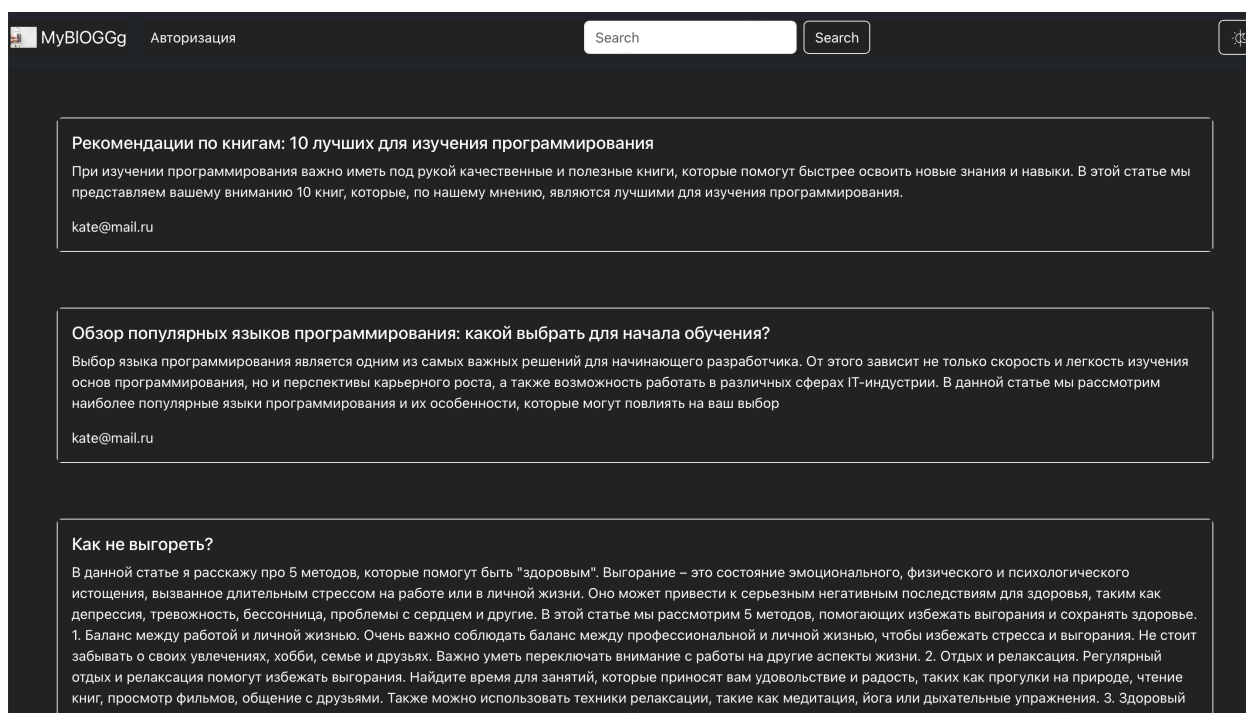 MyBlOGGg Авторизация Search Search
Рекомендации по книгам: 10 лучших для изучения программирования
При изучении программирования важно иметь под рукой качественные и полезные книги, которые помогут быстрее освоить новые знания и навыки. В этой статье мы
представляем вашему вниманию 10 книг, которые, по нашему мнению, являются лучшими для изучения программирования.
kate@mail.ru
Обзор популярных языков программирования: какой выбрать для начала обучения?
Выбор языка программирования является одним из самых важных решений для начинающего разработчика. От этого зависит не только скорость и легкость изучения
основ программирования, но и перспективы карьерного роста, а также возможность работать в различных сферах IT-индустрии. В данной статье мы рассмотрим
наиболее популярные языки программирования и их особенности, которые могут повлиять на ваш выбор
kate@mail.ru
Как не выгореть?
В данной статье я расскажу про 5 методов, которые помогут быть "здоровым". Выгорание – это состояние эмоционального, физического и психологического
истощения, вызванное длительным стрессом на работе или в личной жизни. Оно может привести к серьезным негативным последствиям для здоровья, таким как
депрессия, тревожность, бессонница, проблемы с сердцем и другие. В этой статье мы рассмотрим 5 методов, помогающих избежать выгорания и сохранять здоровье.
1. Баланс между работой и личной жизнью. Очень важно соблюдать баланс между профессиональной и личной жизнью, чтобы избежать стресса и выгорания. Не стоит
забывать о своих увлечениях, хобби, семье и друзьях. Важно уметь переключать внимание с работы на другие аспекты жизни. 2. Отдых и релаксация. Регулярный
отдых и релаксация помогут избежать выгорания. Найдите время для занятий, которые приносят вам удовольствие и радость, таких как прогулки на природе, чтение
книг, просмотр фильмов, общение с друзьями. Также можно использовать техники релаксации, такие как медитация, йога или дыхательные упражнения. 3. Здоровый